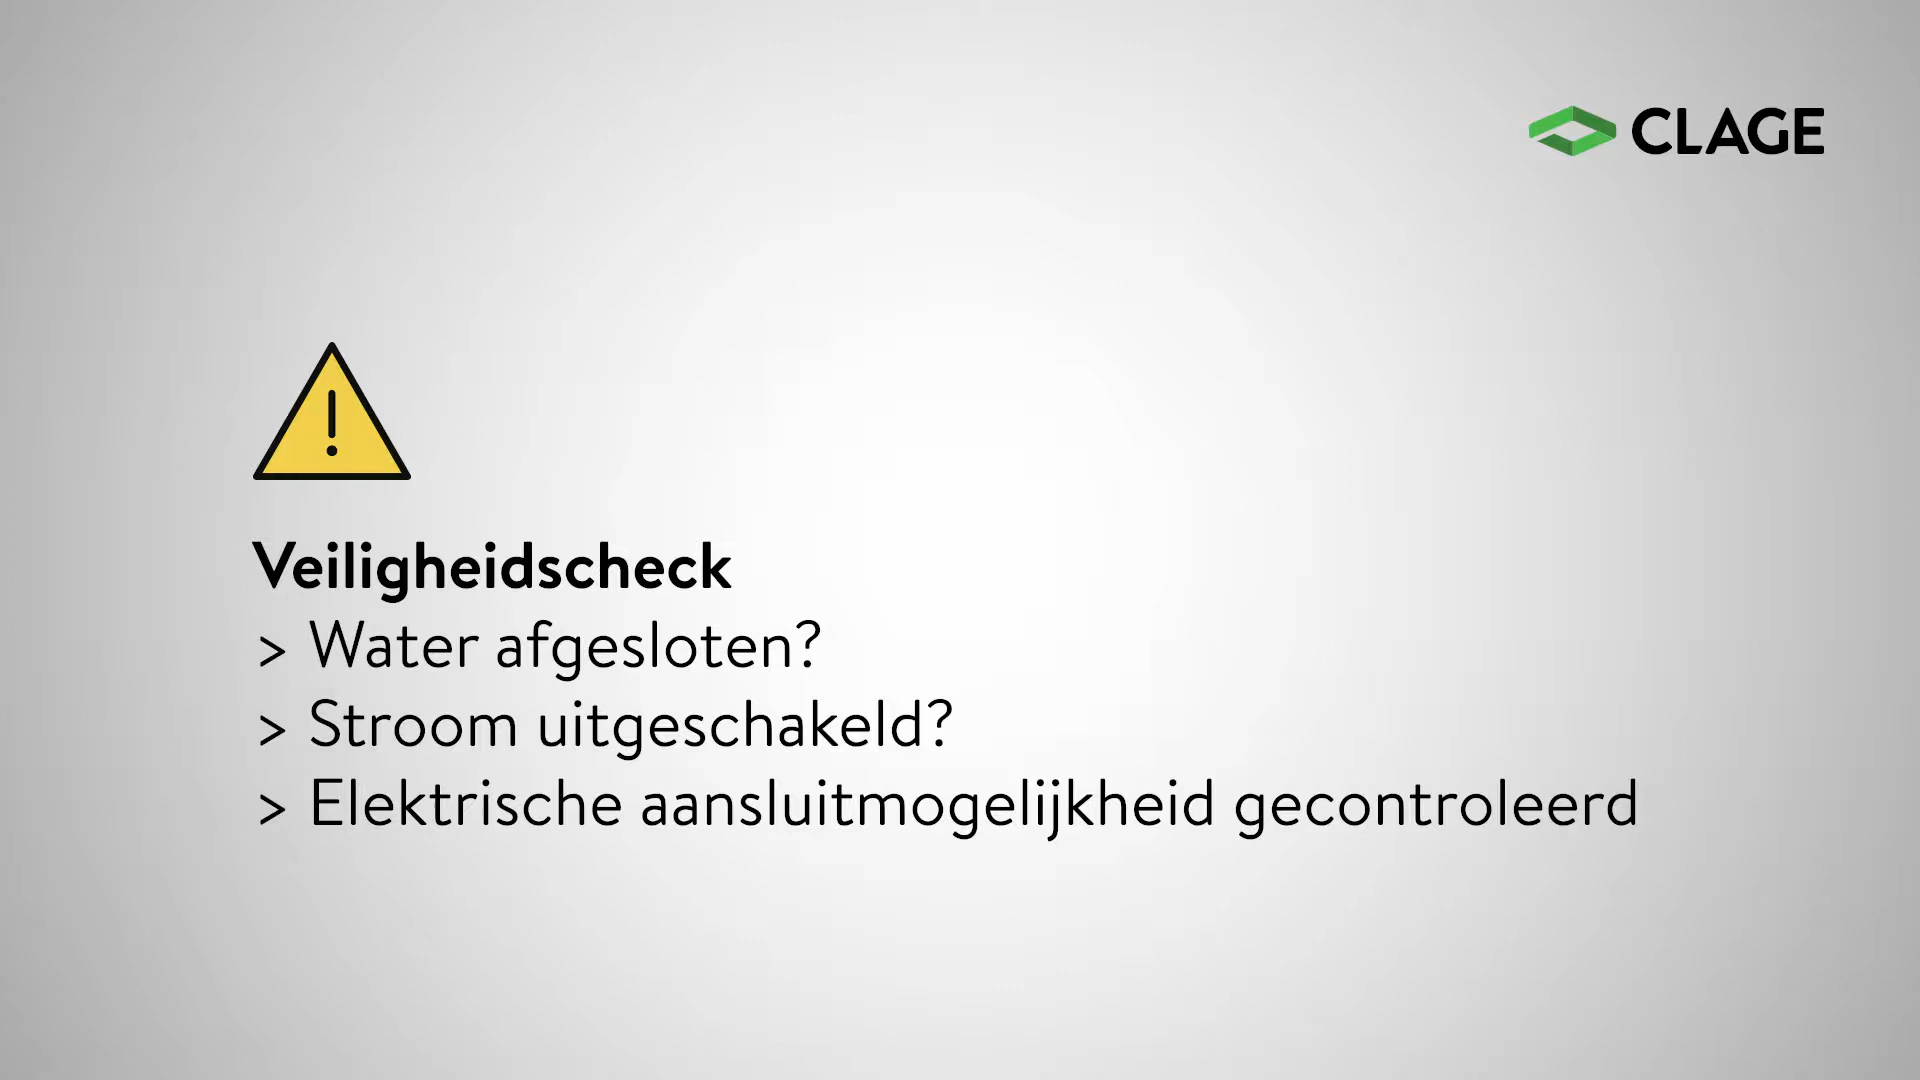 CLAGE
Veiligheidscheck
> Water afgesloten?
> Stroom uitgeschakeld?
> Elektrische aansluitmogelijkheid gecontroleerd